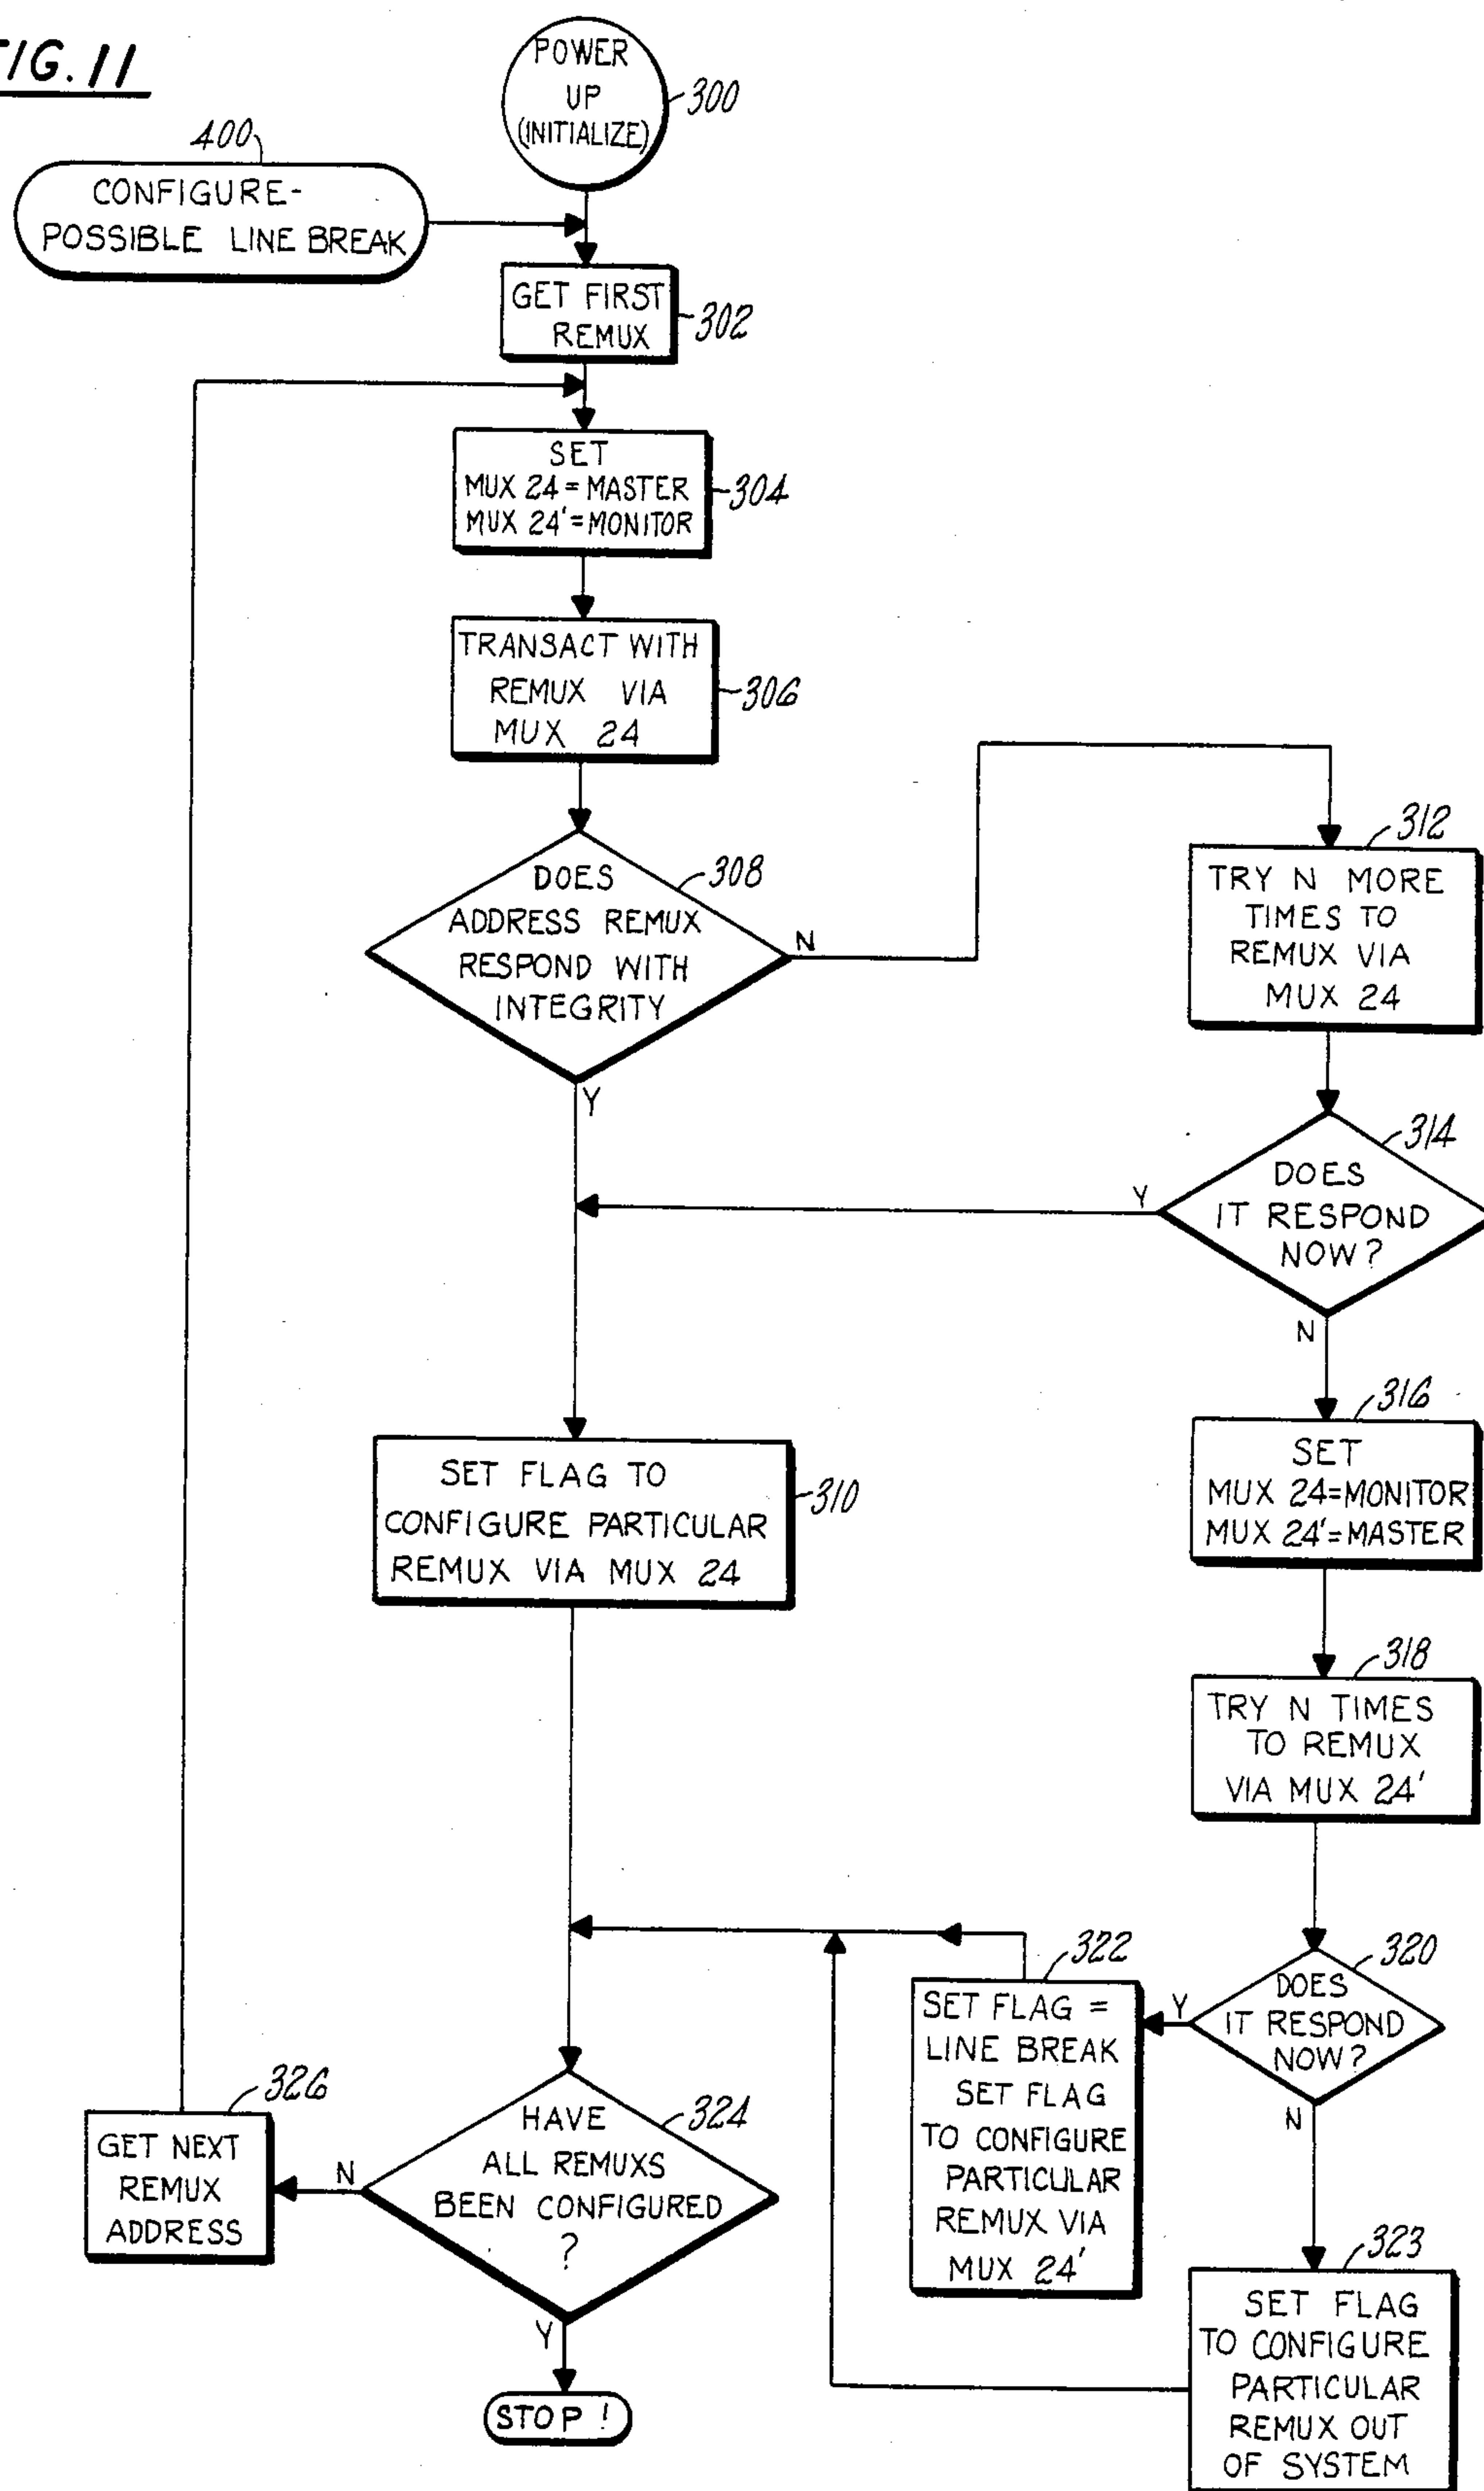 FIG. 11
POWER
UP
(INITIALIZE)
300
400
CONFIGURE-
POSSIBLE LINE BREAK
GET FIRST
REMUX
302
SET
MUX 24 = MASTER
MUX 24' = MONITOR
304
TRANSACT WITH
REMUX VIA
MUX 24
306
DOES
ADDRESS REMUX
RESPOND WITH
INTEGRITY
308
N
Y
312
TRY N MORE
TIMES TO
REMUX VIA
MUX 24
314
DOES
IT RESPOND
NOW?
Y
N
SET FLAG TO
CONFIGURE PARTICULAR
REMUX VIA MUX 24
310
316
SET
MUX 24=MONITOR
MUX 24'=MASTER
318
TRY N TIMES
TO REMUX
VIA MUX 24'
320
DOES
IT RESPOND
NOW?
Y
N
322
SET FLAG =
LINE BREAK
SET FLAG
TO CONFIGURE
PARTICULAR
REMUX VIA
MUX 24'
323
SET FLAG
TO CONFIGURE
PARTICULAR
REMUX OUT
OF SYSTEM
324
HAVE
ALL REMUXS
BEEN CONFIGURED
?
N
Y
326
GET NEXT
REMUX
ADDRESS
STOP !